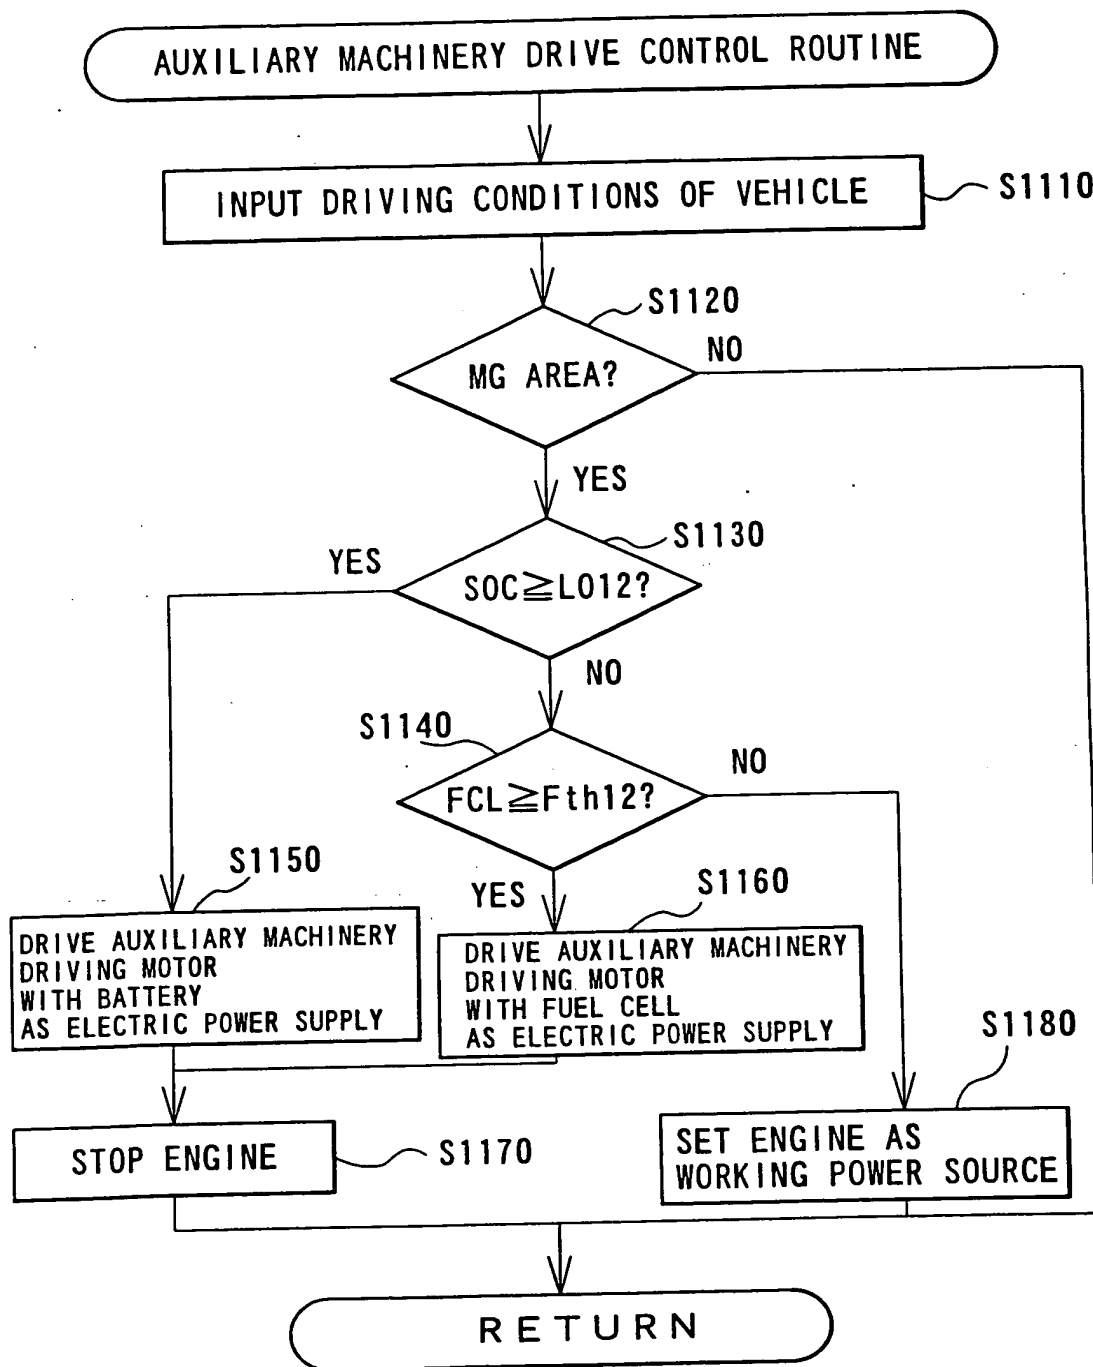 AUXILIARY MACHINERY DRIVE CONTROL ROUTINE
INPUT DRIVING CONDITIONS OF VEHICLE
S1110
S1120
MG AREA?
NO
YES
S1130
YES
SOC≧LO12?
NO
S1140
NO
FCL≧Fth12?
S1150
YES
S1160
DRIVE AUXILIARY MACHINERY
DRIVING MOTOR
WITH BATTERY
AS ELECTRIC POWER SUPPLY
DRIVE AUXILIARY MACHINERY
DRIVING MOTOR
WITH FUEL CELL
AS ELECTRIC POWER SUPPLY
S1180
STOP ENGINE
S1170
SET ENGINE AS
WORKING POWER SOURCE
RETURN